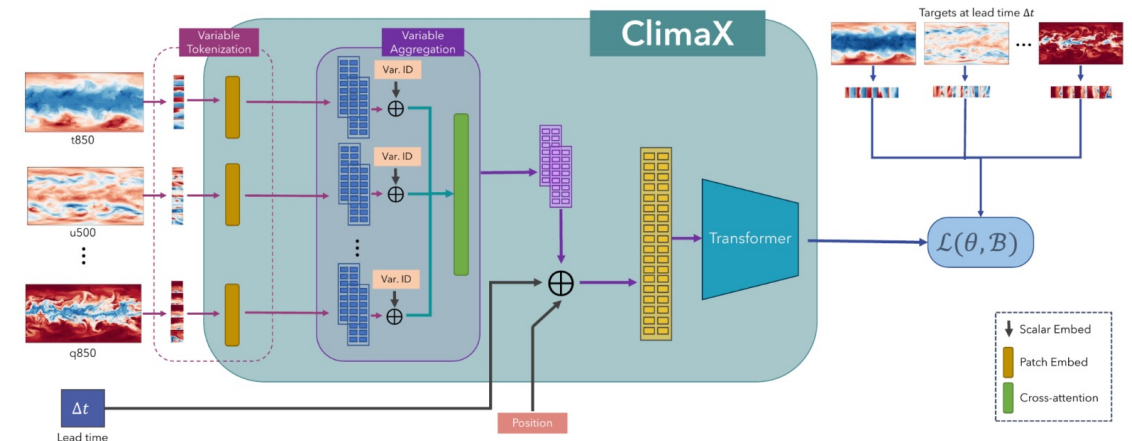 Targets at lead time Δt
ClimaX
Variable
Tokenization
Variable
Aggregation
...
Var. ID
t850
Var. ID
u500
Transformer
ℒ(θ, ℬ)
...
...
Var. ID
q850
Scalar Embed
Patch Embed
Cross-attention
Δt
Position
Lead time